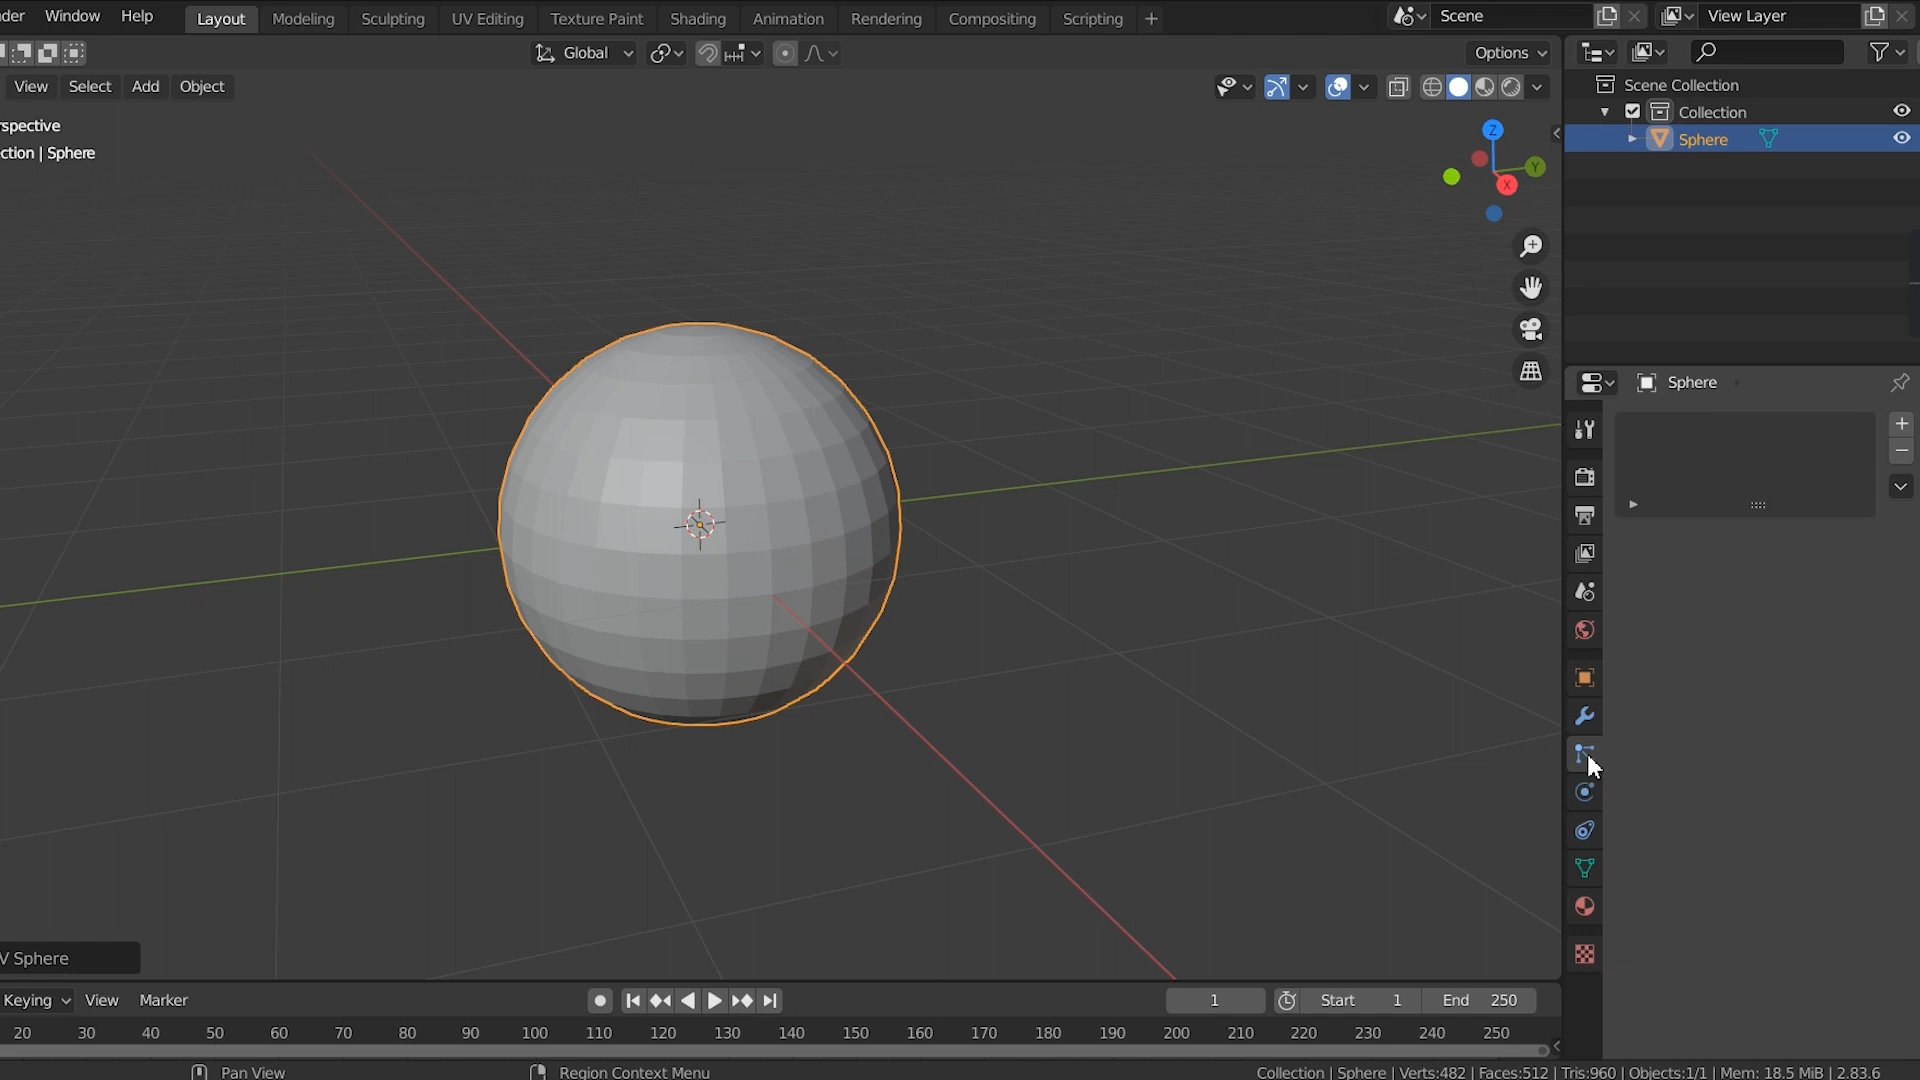 der Window Help Layout Modeling Sculpting UV Editing Texture Paint Shading Animation Rendering Compositing Scripting + Scene View Layer
Global Options
View Select Add Object
rspective
ction | Sphere
Z
Y
X
Scene Collection
Collection
Sphere
Sphere
V Sphere
Keying View Marker 1 Start 1 End 250
20 30 40 50 60 70 80 90 100 110 120 130 140 150 160 170 180 190 200 210 220 230 240 250
Pan View Region Context Menu Collection | Sphere | Verts:482 | Faces:512 | Tris:960 | Objects:1/1 | Mem: 18.5 MiB | 2.83.6